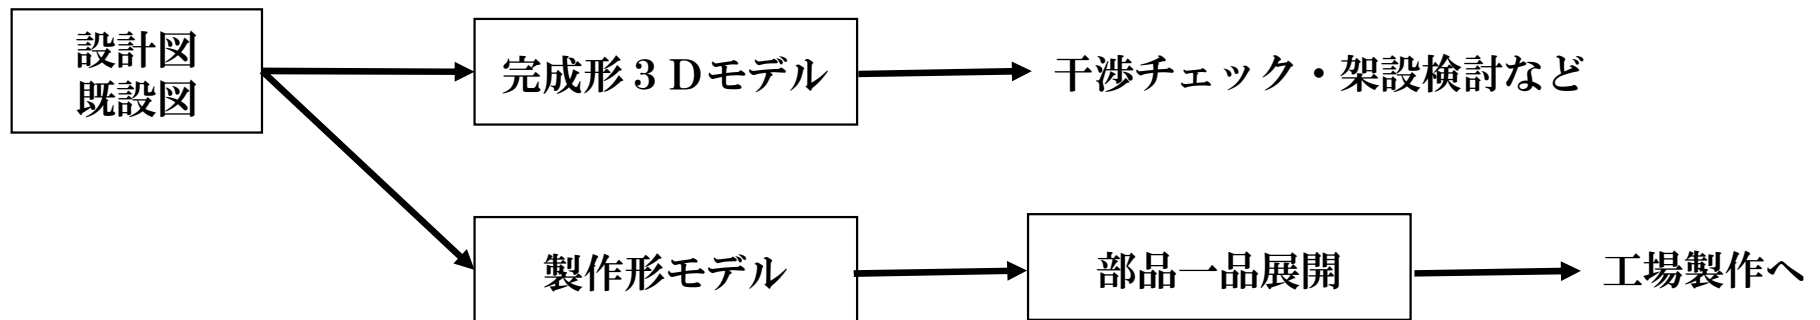 設計図
既設図
完成形３Ｄモデル
干渉チェック・架設検討など
製作形モデル
部品一品展開
工場製作へ